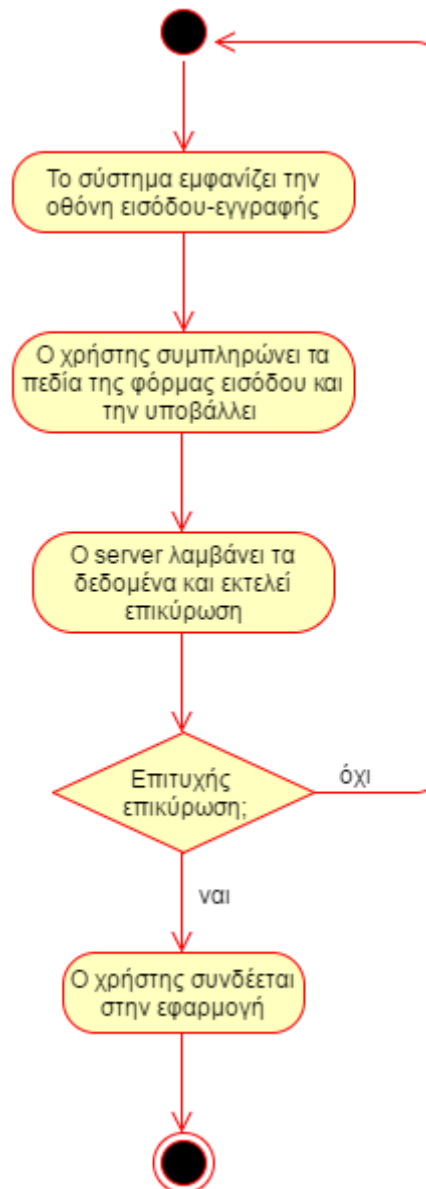 Το σύστημα εμφανίζει την
οθόνη εισόδου-εγγραφής
Ο χρήστης συμπληρώνει τα
πεδία της φόρμας εισόδου και
την υποβάλλει
Ο server λαμβάνει τα
δεδομένα και εκτελεί
επικύρωση
Επιτυχής
επικύρωση;
όχι
ναι
Ο χρήστης συνδέεται
στην εφαρμογή